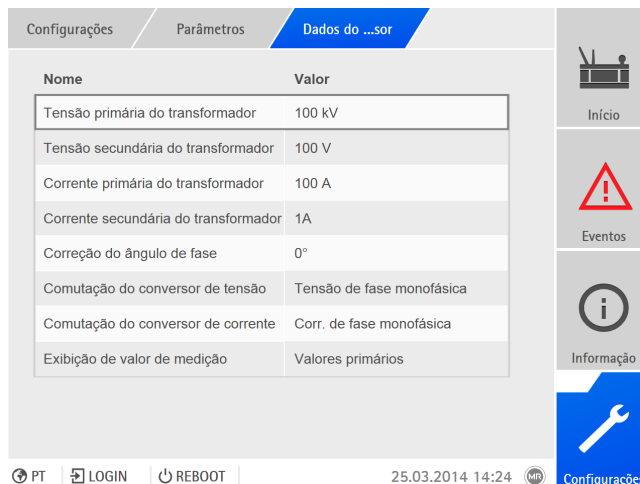 Configurações Parâmetros Dados do ...sor
Nome Valor
Tensão primária do transformador 100 kV
Tensão secundária do transformador 100 V
Corrente primária do transformador 100 A
Corrente secundária do transformador 1A
Correção do ângulo de fase 0°
Comutação do conversor de tensão Tensão de fase monofásica
Comutação do conversor de corrente Corr. de fase monofásica
Exibição de valor de medição Valores primários
Início
Eventos
Informação
Configurações
PT LOGIN REBOOT 25.03.2014 14:24 MR